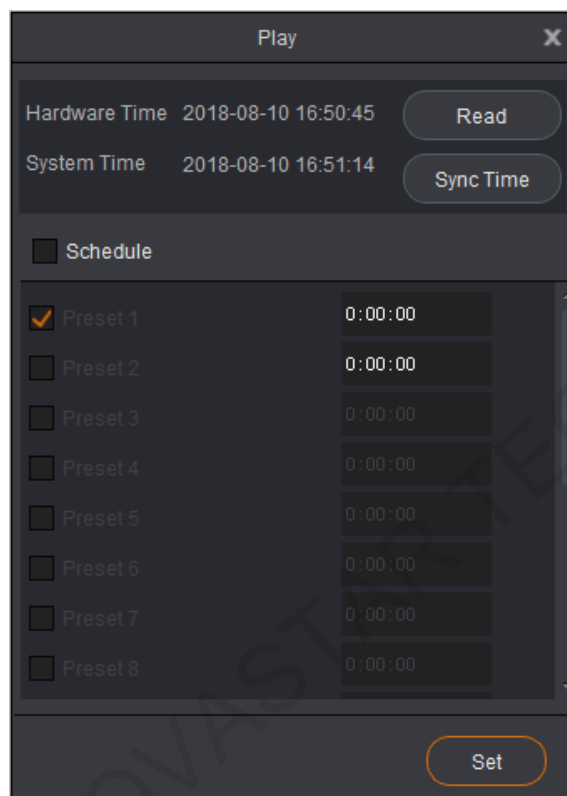 Play
Hardware Time 2018-08-10 16:50:45 Read
System Time 2018-08-10 16:51:14 Sync Time
Schedule
Preset 1 0:00:00
Preset 2 0:00:00
Preset 3 0:00:00
Preset 4 0:00:00
Preset 5 0:00:00
Preset 6 0:00:00
Preset 7 0:00:00
Preset 8 0:00:00
Set
OVASTAR TEC